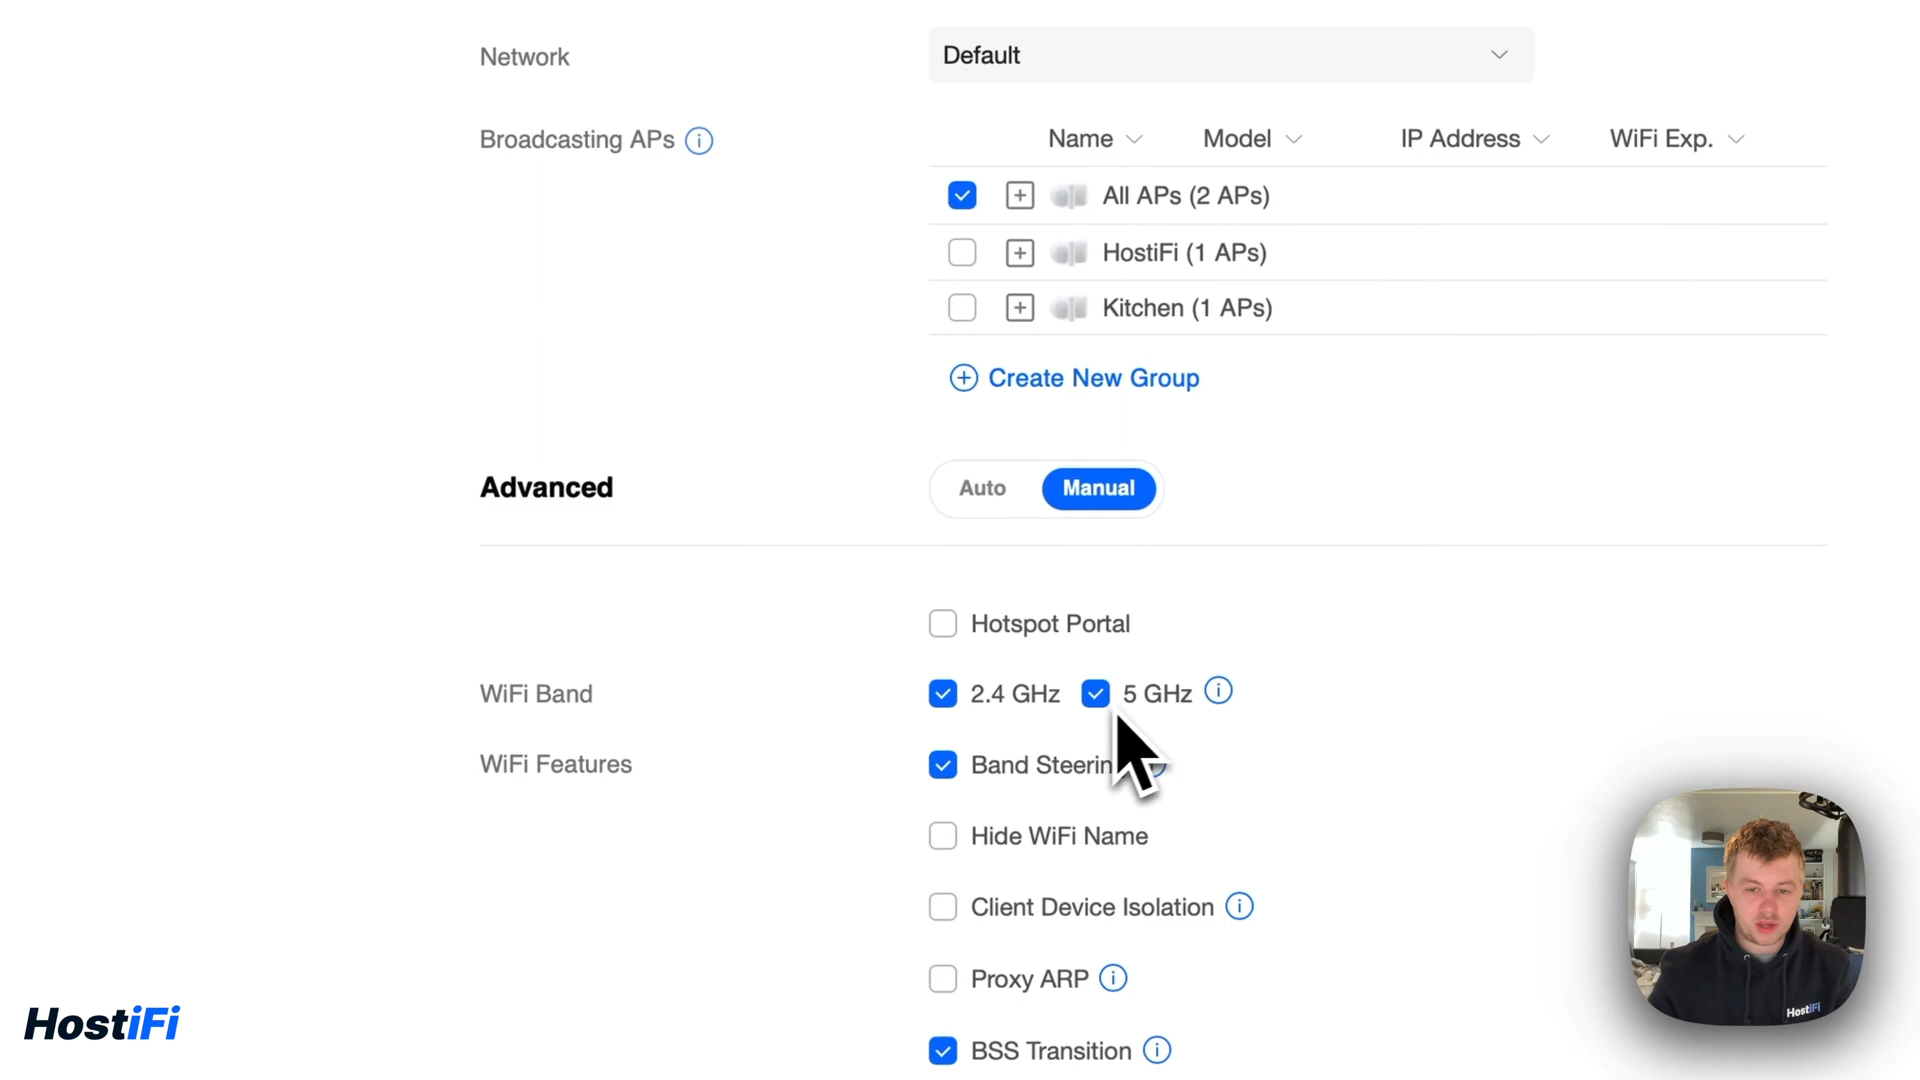 Network
Default
Broadcasting APs
Name
Model
IP Address
WiFi Exp.
All APs (2 APs)
HostiFi (1 APs)
Kitchen (1 APs)
Create New Group
Advanced
Auto
Manual
Hotspot Portal
WiFi Band
2.4 GHz
5 GHz
WiFi Features
Band Steerin
Hide WiFi Name
Client Device Isolation
Proxy ARP
BSS Transition
HostiFi
HostiFi